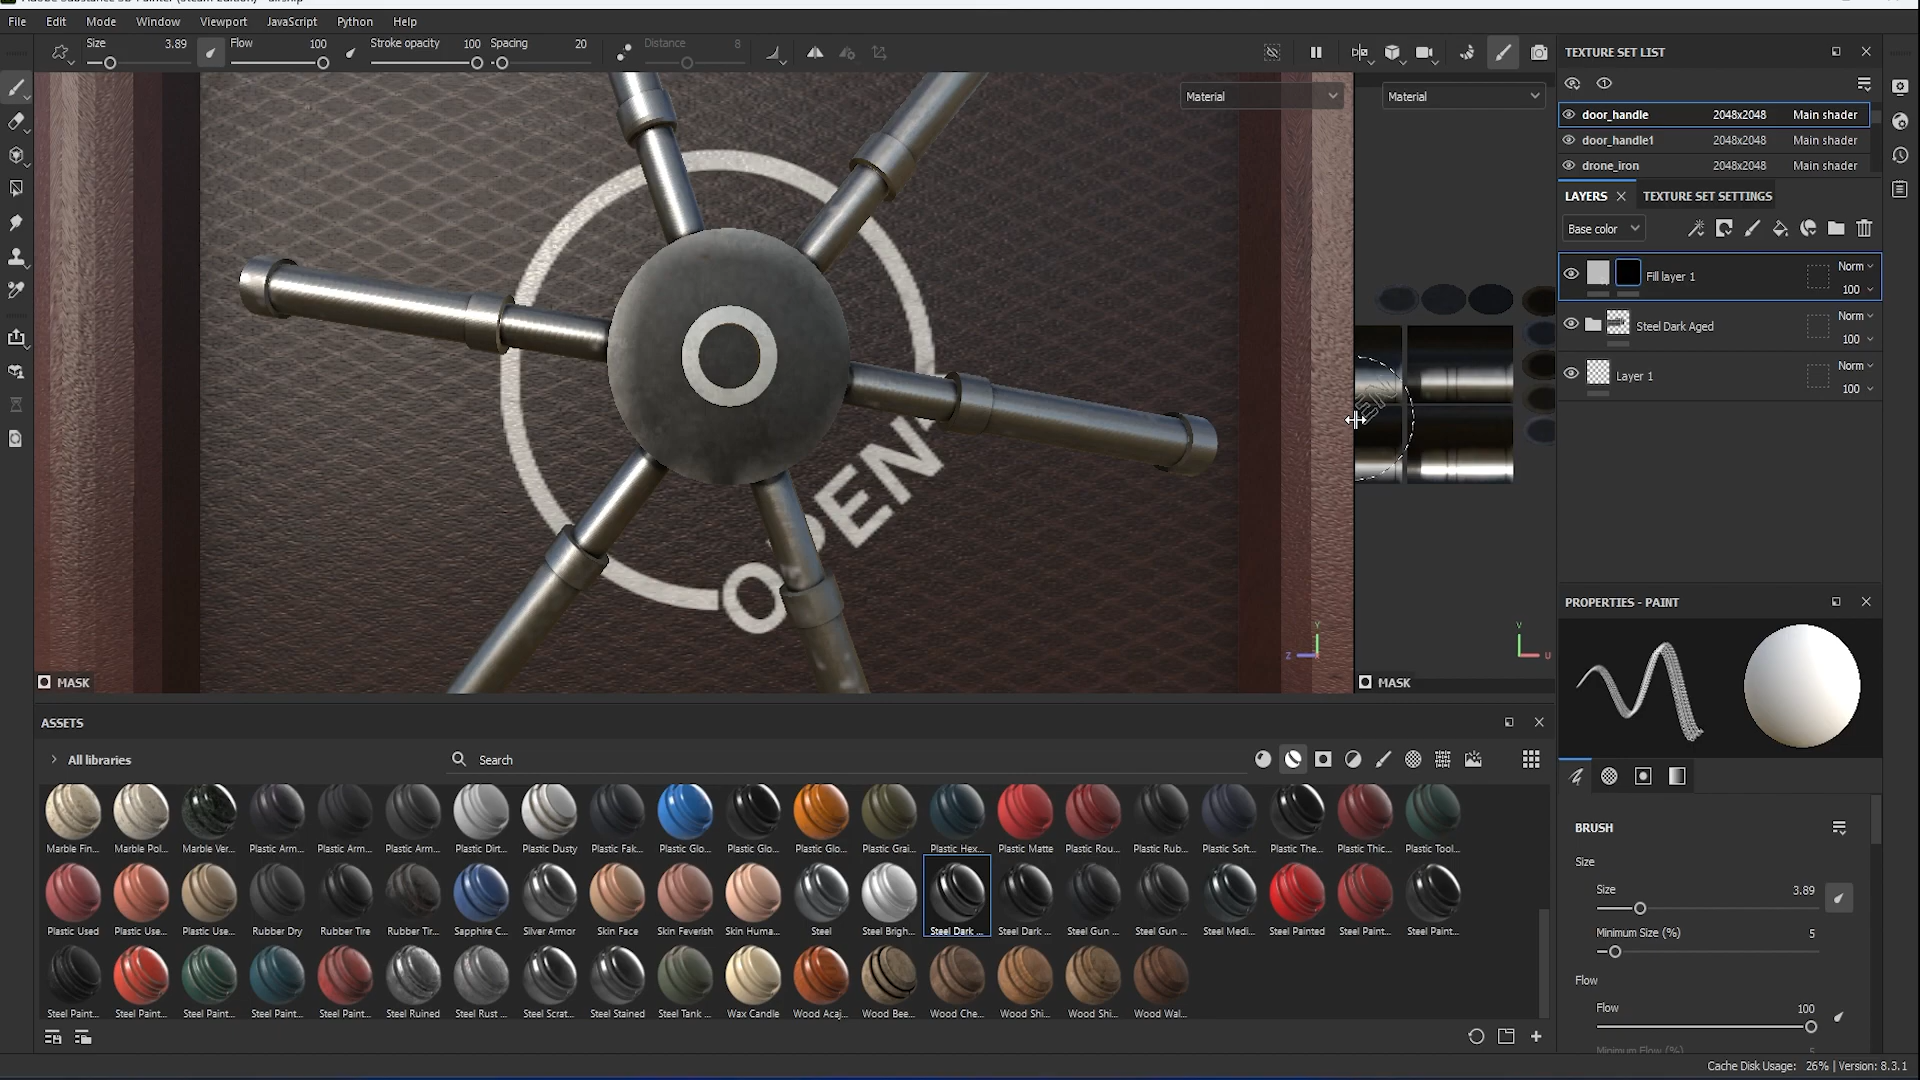 File Edit Mode Window Viewport JavaScript Python Help
Size 3.89 Flow 100 Stroke opacity 100 Spacing 20 Distance 8
Material
Material
OPEN
EN
Y
Z
V
U
MASK
MASK
TEXTURE SET LIST
door_handle 2048x2048 Main shader
door_handle1 2048x2048 Main shader
drone_iron 2048x2048 Main shader
LAYERS TEXTURE SET SETTINGS
Base color
Fill layer 1 Norm 100
Steel Dark Aged Norm 100
Layer 1 Norm 100
PROPERTIES - PAINT
BRUSH
Size
Size 3.89
Minimum Size (%) 5
Flow
Flow 100
Minimum Flow (%) 5
ASSETS
All libraries Search
Marble Fin... Marble Pol... Marble Ver... Plastic Arm... Plastic Arm... Plastic Arm... Plastic Dirt... Plastic Dusty Plastic Fak... Plastic Glo... Plastic Glo... Plastic Glo... Plastic Grai... Plastic Hex... Plastic Matte Plastic Rou... Plastic Rub... Plastic Soft... Plastic The... Plastic Thic... Plastic Tool...
Plastic Used Plastic Use... Plastic Use... Rubber Dry Rubber Tire Rubber Tir... Sapphire C... Silver Armor Skin Face Skin Feverish Skin Huma... Steel Steel Brigh... Steel Dark ... Steel Dark ... Steel Gun ... Steel Gun ... Steel Medi... Steel Painted Steel Paint... Steel Paint...
Steel Paint... Steel Paint... Steel Paint... Steel Paint... Steel Paint... Steel Ruined Steel Rust ... Steel Scrat... Steel Stained Steel Tank ... Wax Candle Wood Acaj... Wood Bee... Wood Che... Wood Shi... Wood Shi... Wood Wal...
Cache Disk Usage: 26% | Version: 8.3.1